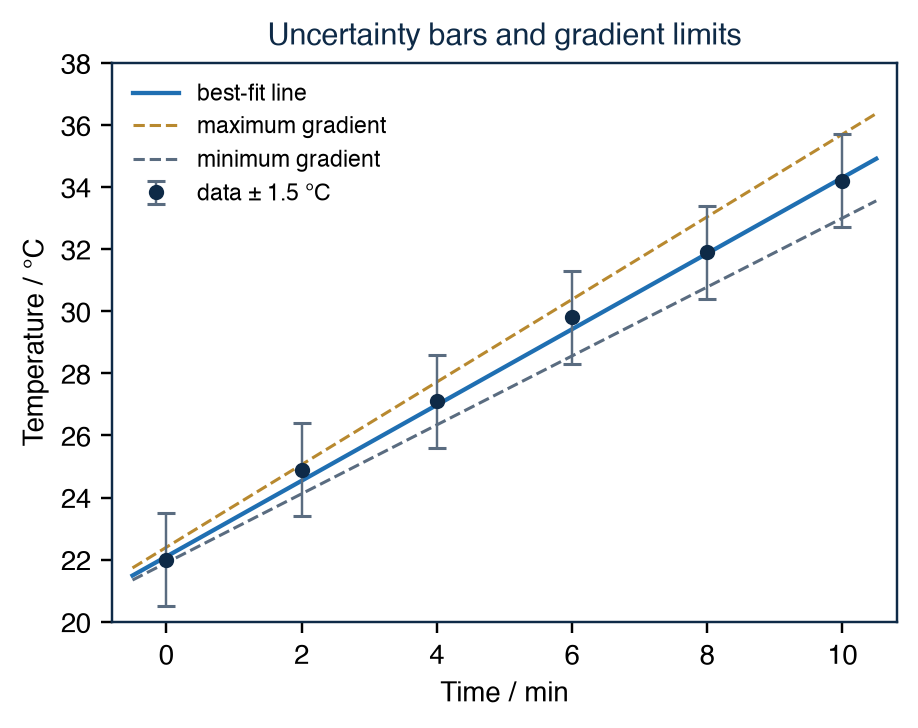 Uncertainty bars and gradient limits
best-fit line
maximum gradient
minimum gradient
data ± 1.5 °C
Temperature / °C
38
36
34
32
30
28
26
24
22
20
0 2 4 6 8 10
Time / min